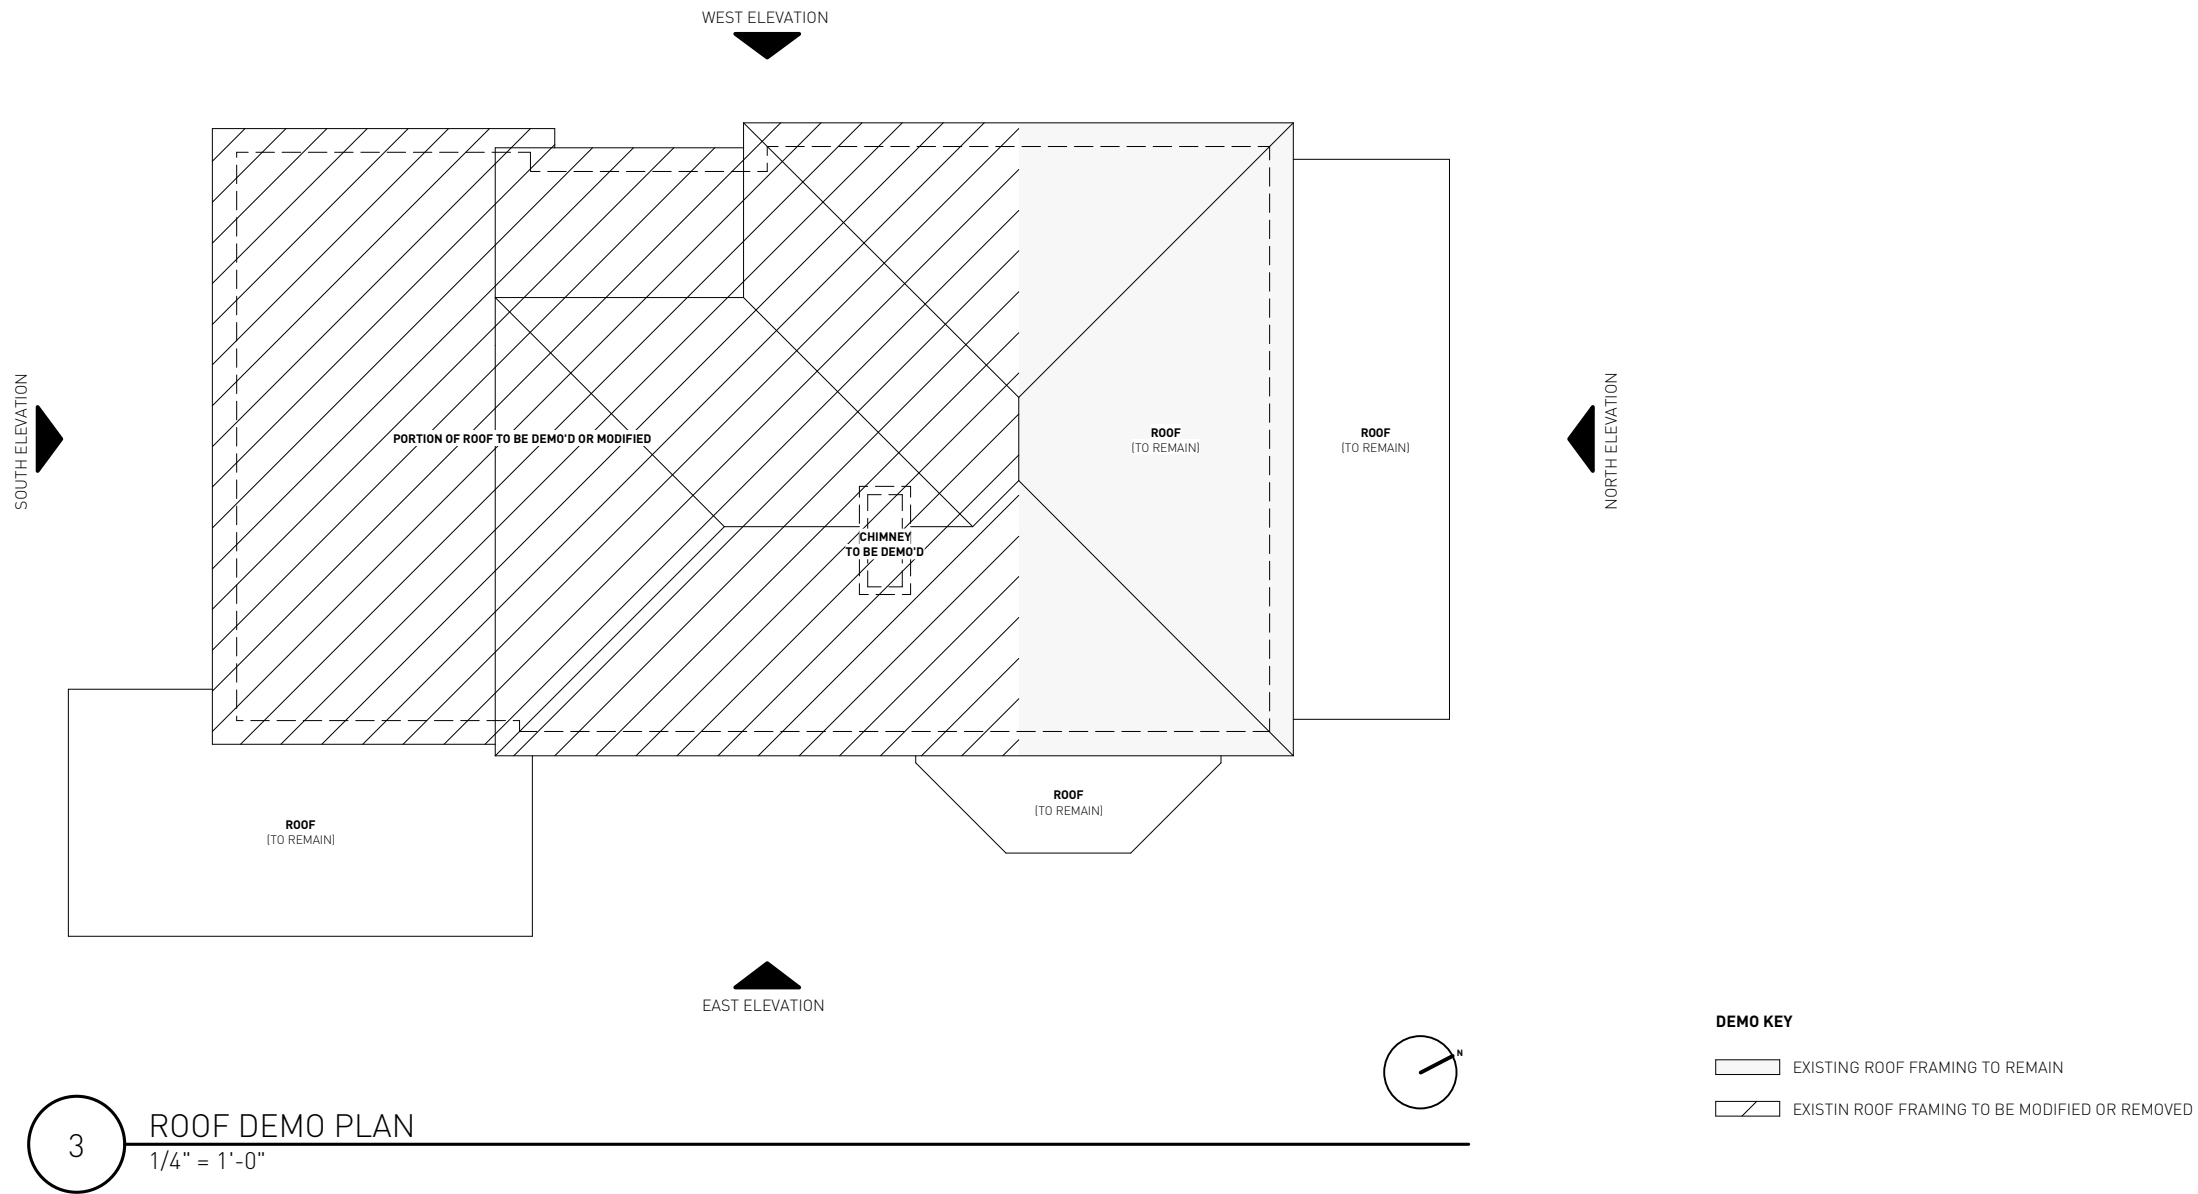 WEST ELEVATION
SOUTH ELEVATION
NORTH ELEVATION
PORTION OF ROOF TO BE DEMO'D OR MODIFIED
ROOF
(TO REMAIN)
ROOF
(TO REMAIN)
CHIMNEY
TO BE DEMO'D
ROOF
(TO REMAIN)
ROOF
(TO REMAIN)
EAST ELEVATION
N
DEMO KEY
EXISTING ROOF FRAMING TO REMAIN
EXISTIN ROOF FRAMING TO BE MODIFIED OR REMOVED
3
ROOF DEMO PLAN
1/4" = 1'-0"